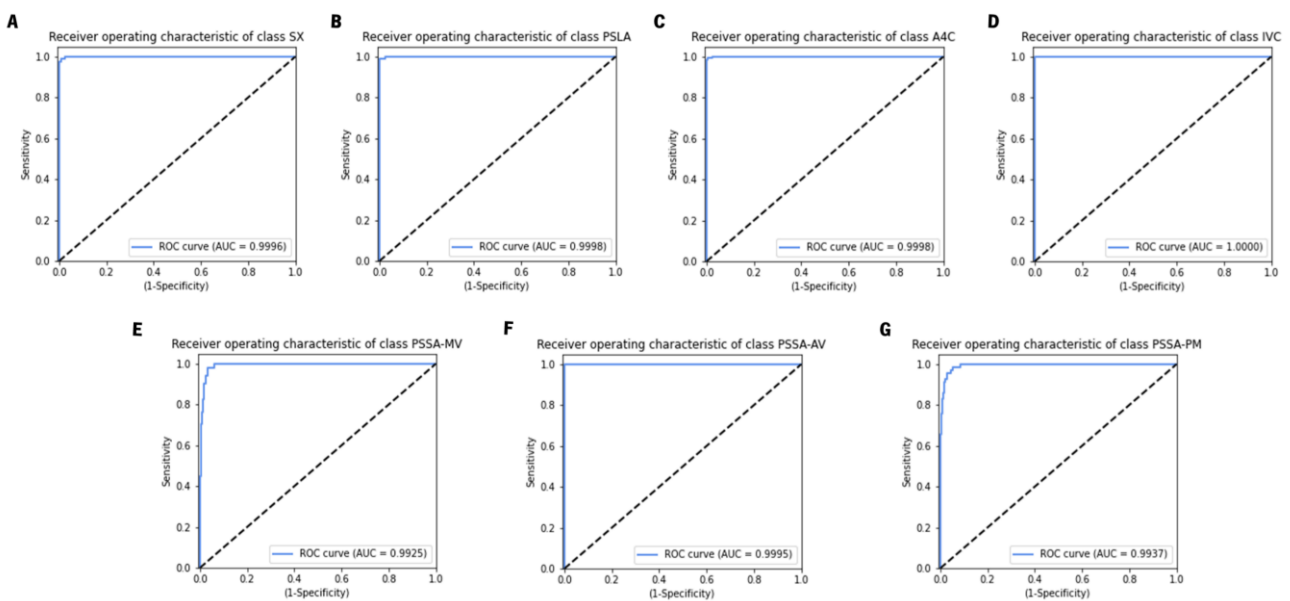 A
Receiver operating characteristic of class SX
1.0
0.8
0.6
0.4
0.2
0.0
Sensitivity
ROC curve (AUC = 0.9996)
0.0 0.2 0.4 0.6 0.8 1.0
(1-Specificity)
B
Receiver operating characteristic of class PSLA
1.0
0.8
0.6
0.4
0.2
0.0
Sensitivity
ROC curve (AUC = 0.9998)
0.0 0.2 0.4 0.6 0.8 1.0
(1-Specificity)
C
Receiver operating characteristic of class A4C
1.0
0.8
0.6
0.4
0.2
0.0
Sensitivity
ROC curve (AUC = 0.9998)
0.0 0.2 0.4 0.6 0.8 1.0
(1-Specificity)
D
Receiver operating characteristic of class IVC
1.0
0.8
0.6
0.4
0.2
0.0
Sensitivity
ROC curve (AUC = 1.0000)
0.0 0.2 0.4 0.6 0.8 1.0
(1-Specificity)
E
Receiver operating characteristic of class PSSA-MV
1.0
0.8
0.6
0.4
0.2
0.0
Sensitivity
ROC curve (AUC = 0.9925)
0.0 0.2 0.4 0.6 0.8 1.0
(1-Specificity)
F
Receiver operating characteristic of class PSSA-AV
1.0
0.8
0.6
0.4
0.2
0.0
Sensitivity
ROC curve (AUC = 0.9995)
0.0 0.2 0.4 0.6 0.8 1.0
(1-Specificity)
G
Receiver operating characteristic of class PSSA-PM
1.0
0.8
0.6
0.4
0.2
0.0
Sensitivity
ROC curve (AUC = 0.9937)
0.0 0.2 0.4 0.6 0.8 1.0
(1-Specificity)